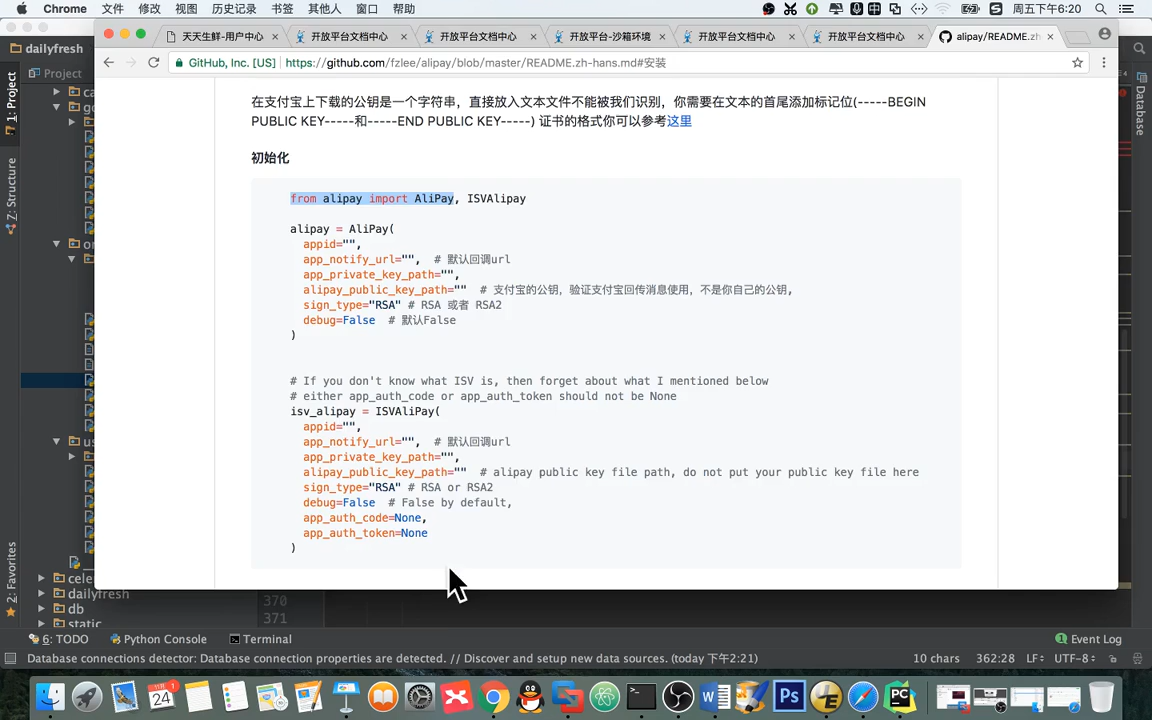 Chrome 文件 修改 视图 历史记录 书签 其他人 窗口 帮助 周五下午6:20
天天生鲜-用户中心 开放平台文档中心 开放平台文档中心 开放平台-沙箱环境 开放平台文档中心 开放平台文档中心 alipay/README.zh-
GitHub, Inc. [US] https://github.com/fzlee/alipay/blob/master/README.zh-hans.md#安装
dailyfresh
Project
1: Project
Z: Structure
2: Favorites
Database
在支付宝上下载的公钥是一个字符串，直接放入文本文件不能被我们识别，你需要在文本的首尾添加标记位(-----BEGIN
PUBLIC KEY-----和-----END PUBLIC KEY-----) 证书的格式你可以参考这里
初始化
from alipay import AliPay, ISVAlipay
alipay = AliPay(
appid="",
app_notify_url="",  # 默认回调url
app_private_key_path="",
alipay_public_key_path=""  # 支付宝的公钥，验证支付宝回传消息使用，不是你自己的公钥,
sign_type="RSA" # RSA 或者 RSA2
debug=False  # 默认False
)
# If you don't know what ISV is, then forget about what I mentioned below
# either app_auth_code or app_auth_token should not be None
isv_alipay = ISVAliPay(
appid="",
app_notify_url="",  # 默认回调url
app_private_key_path="",
alipay_public_key_path=""  # alipay public key file path, do not put your public key file here
sign_type="RSA" # RSA or RSA2
debug=False  # False by default,
app_auth_code=None,
app_auth_token=None
)
dailyfresh
db
static
370
371
6: TODO Python Console Terminal 1 Event Log
Database connections detector: Database connection properties are detected. // Discover and setup new data sources. (today 下午2:21) 10 chars 362:28 LF UTF-8
24